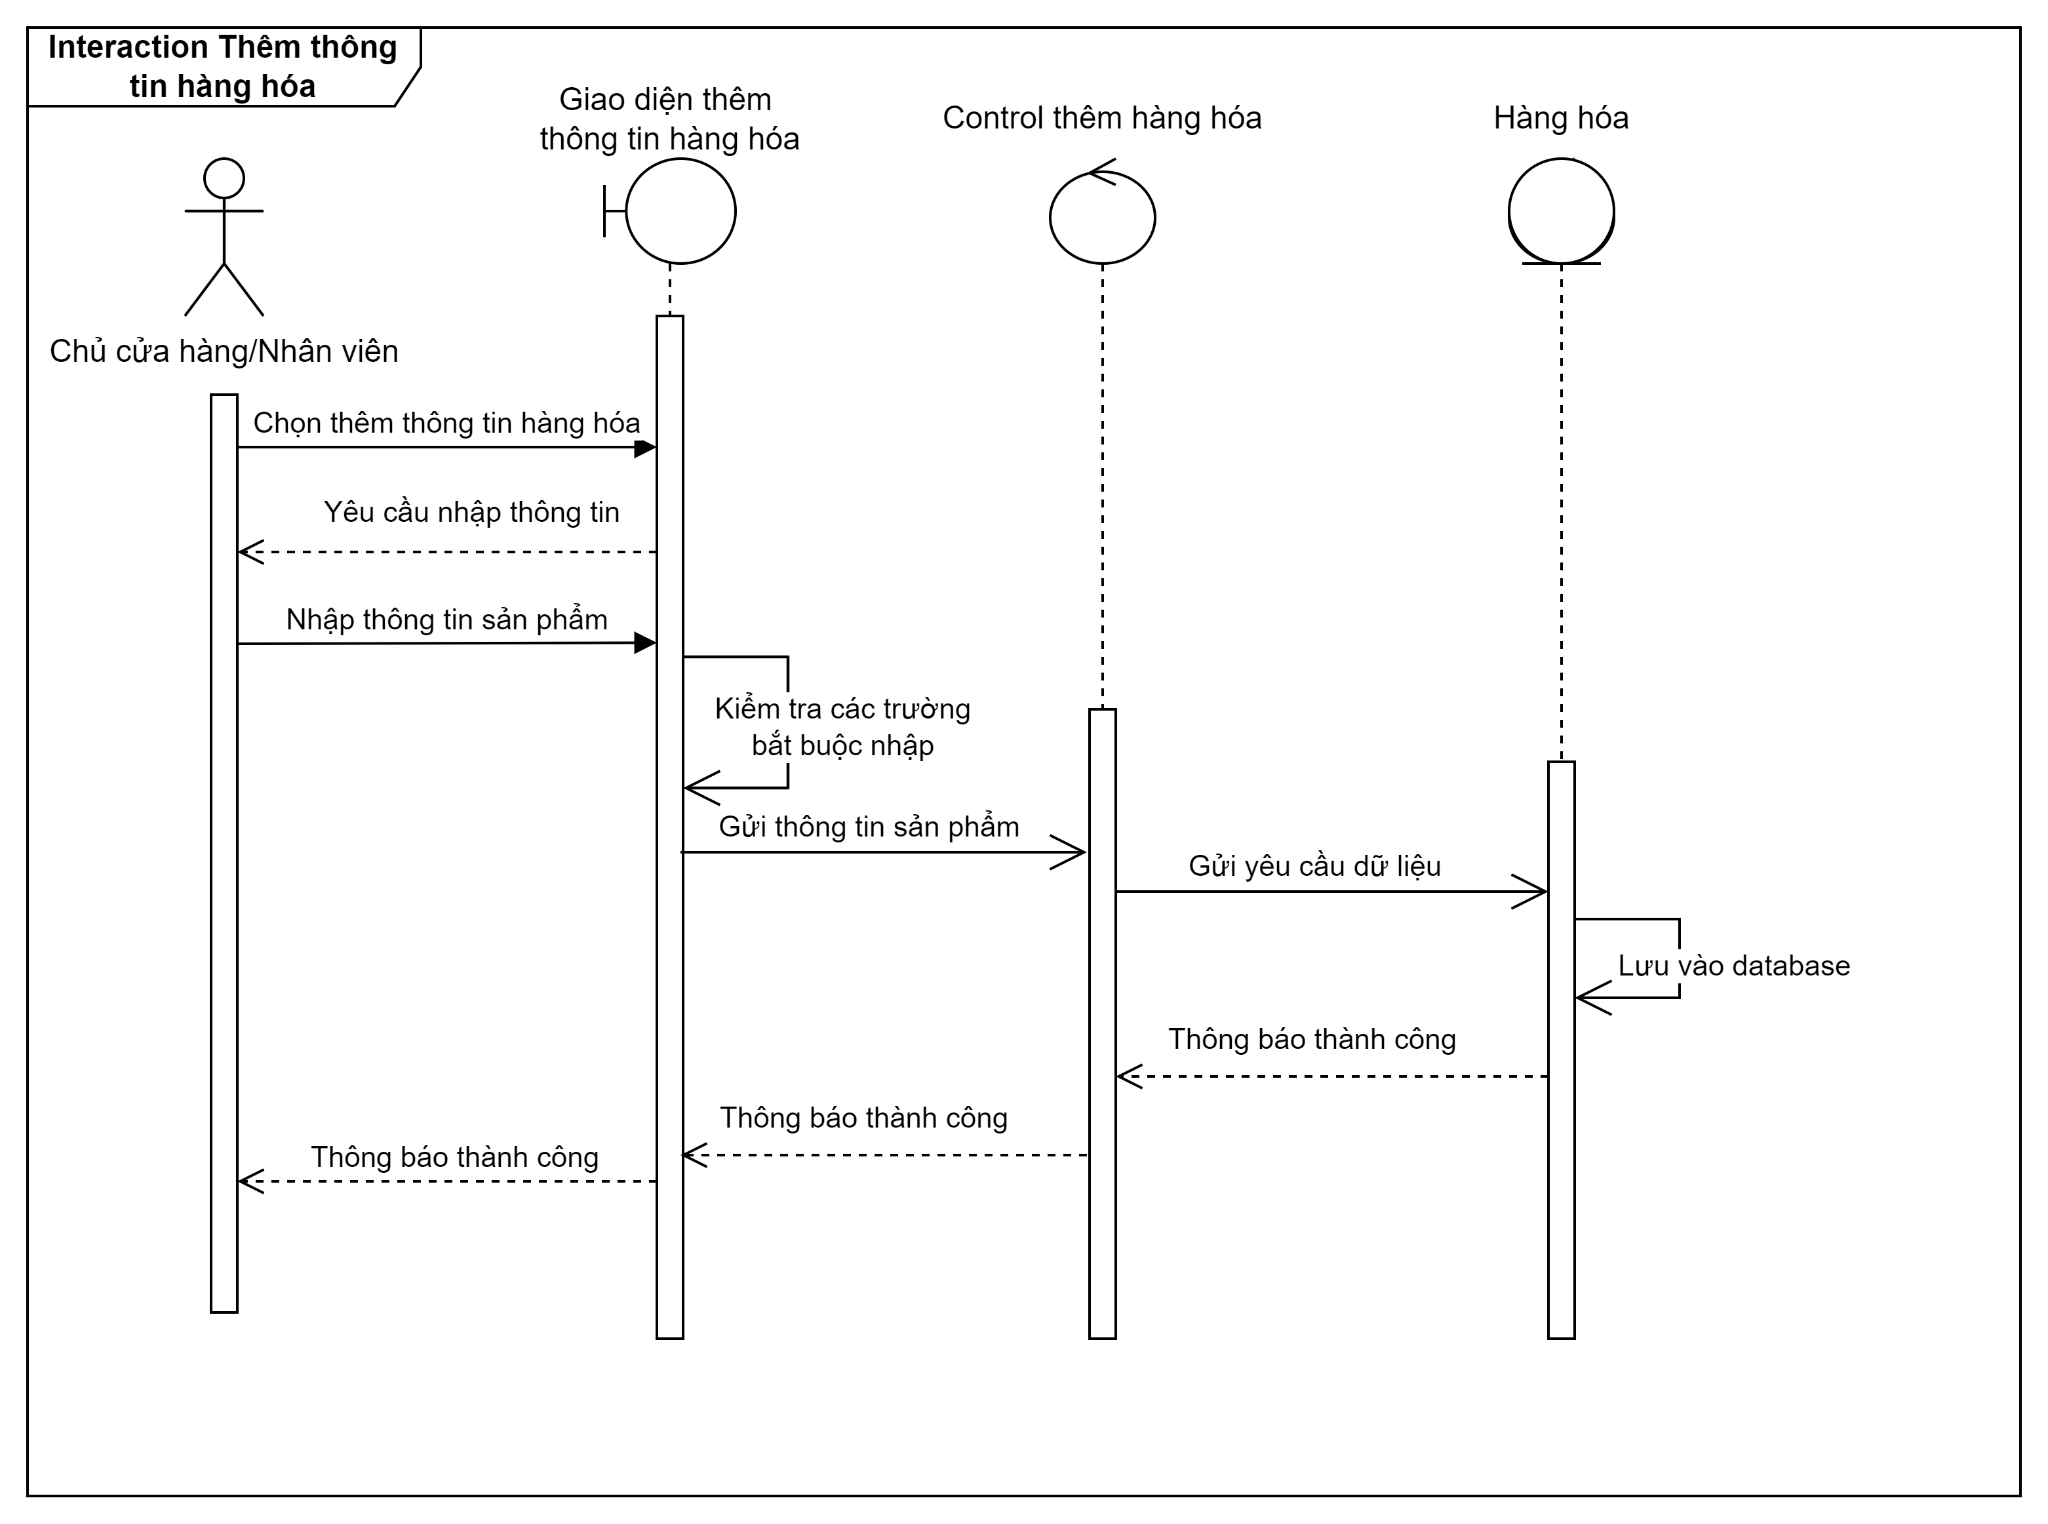 Interaction Thêm thông
tin hàng hóa
Giao diện thêm
thông tin hàng hóa
Control thêm hàng hóa
Hàng hóa
Chủ cửa hàng/Nhân viên
Chọn thêm thông tin hàng hóa
Yêu cầu nhập thông tin
Nhập thông tin sản phẩm
Kiểm tra các trường
bắt buộc nhập
Gửi thông tin sản phẩm
Gửi yêu cầu dữ liệu
Lưu vào database
Thông báo thành công
Thông báo thành công
Thông báo thành công